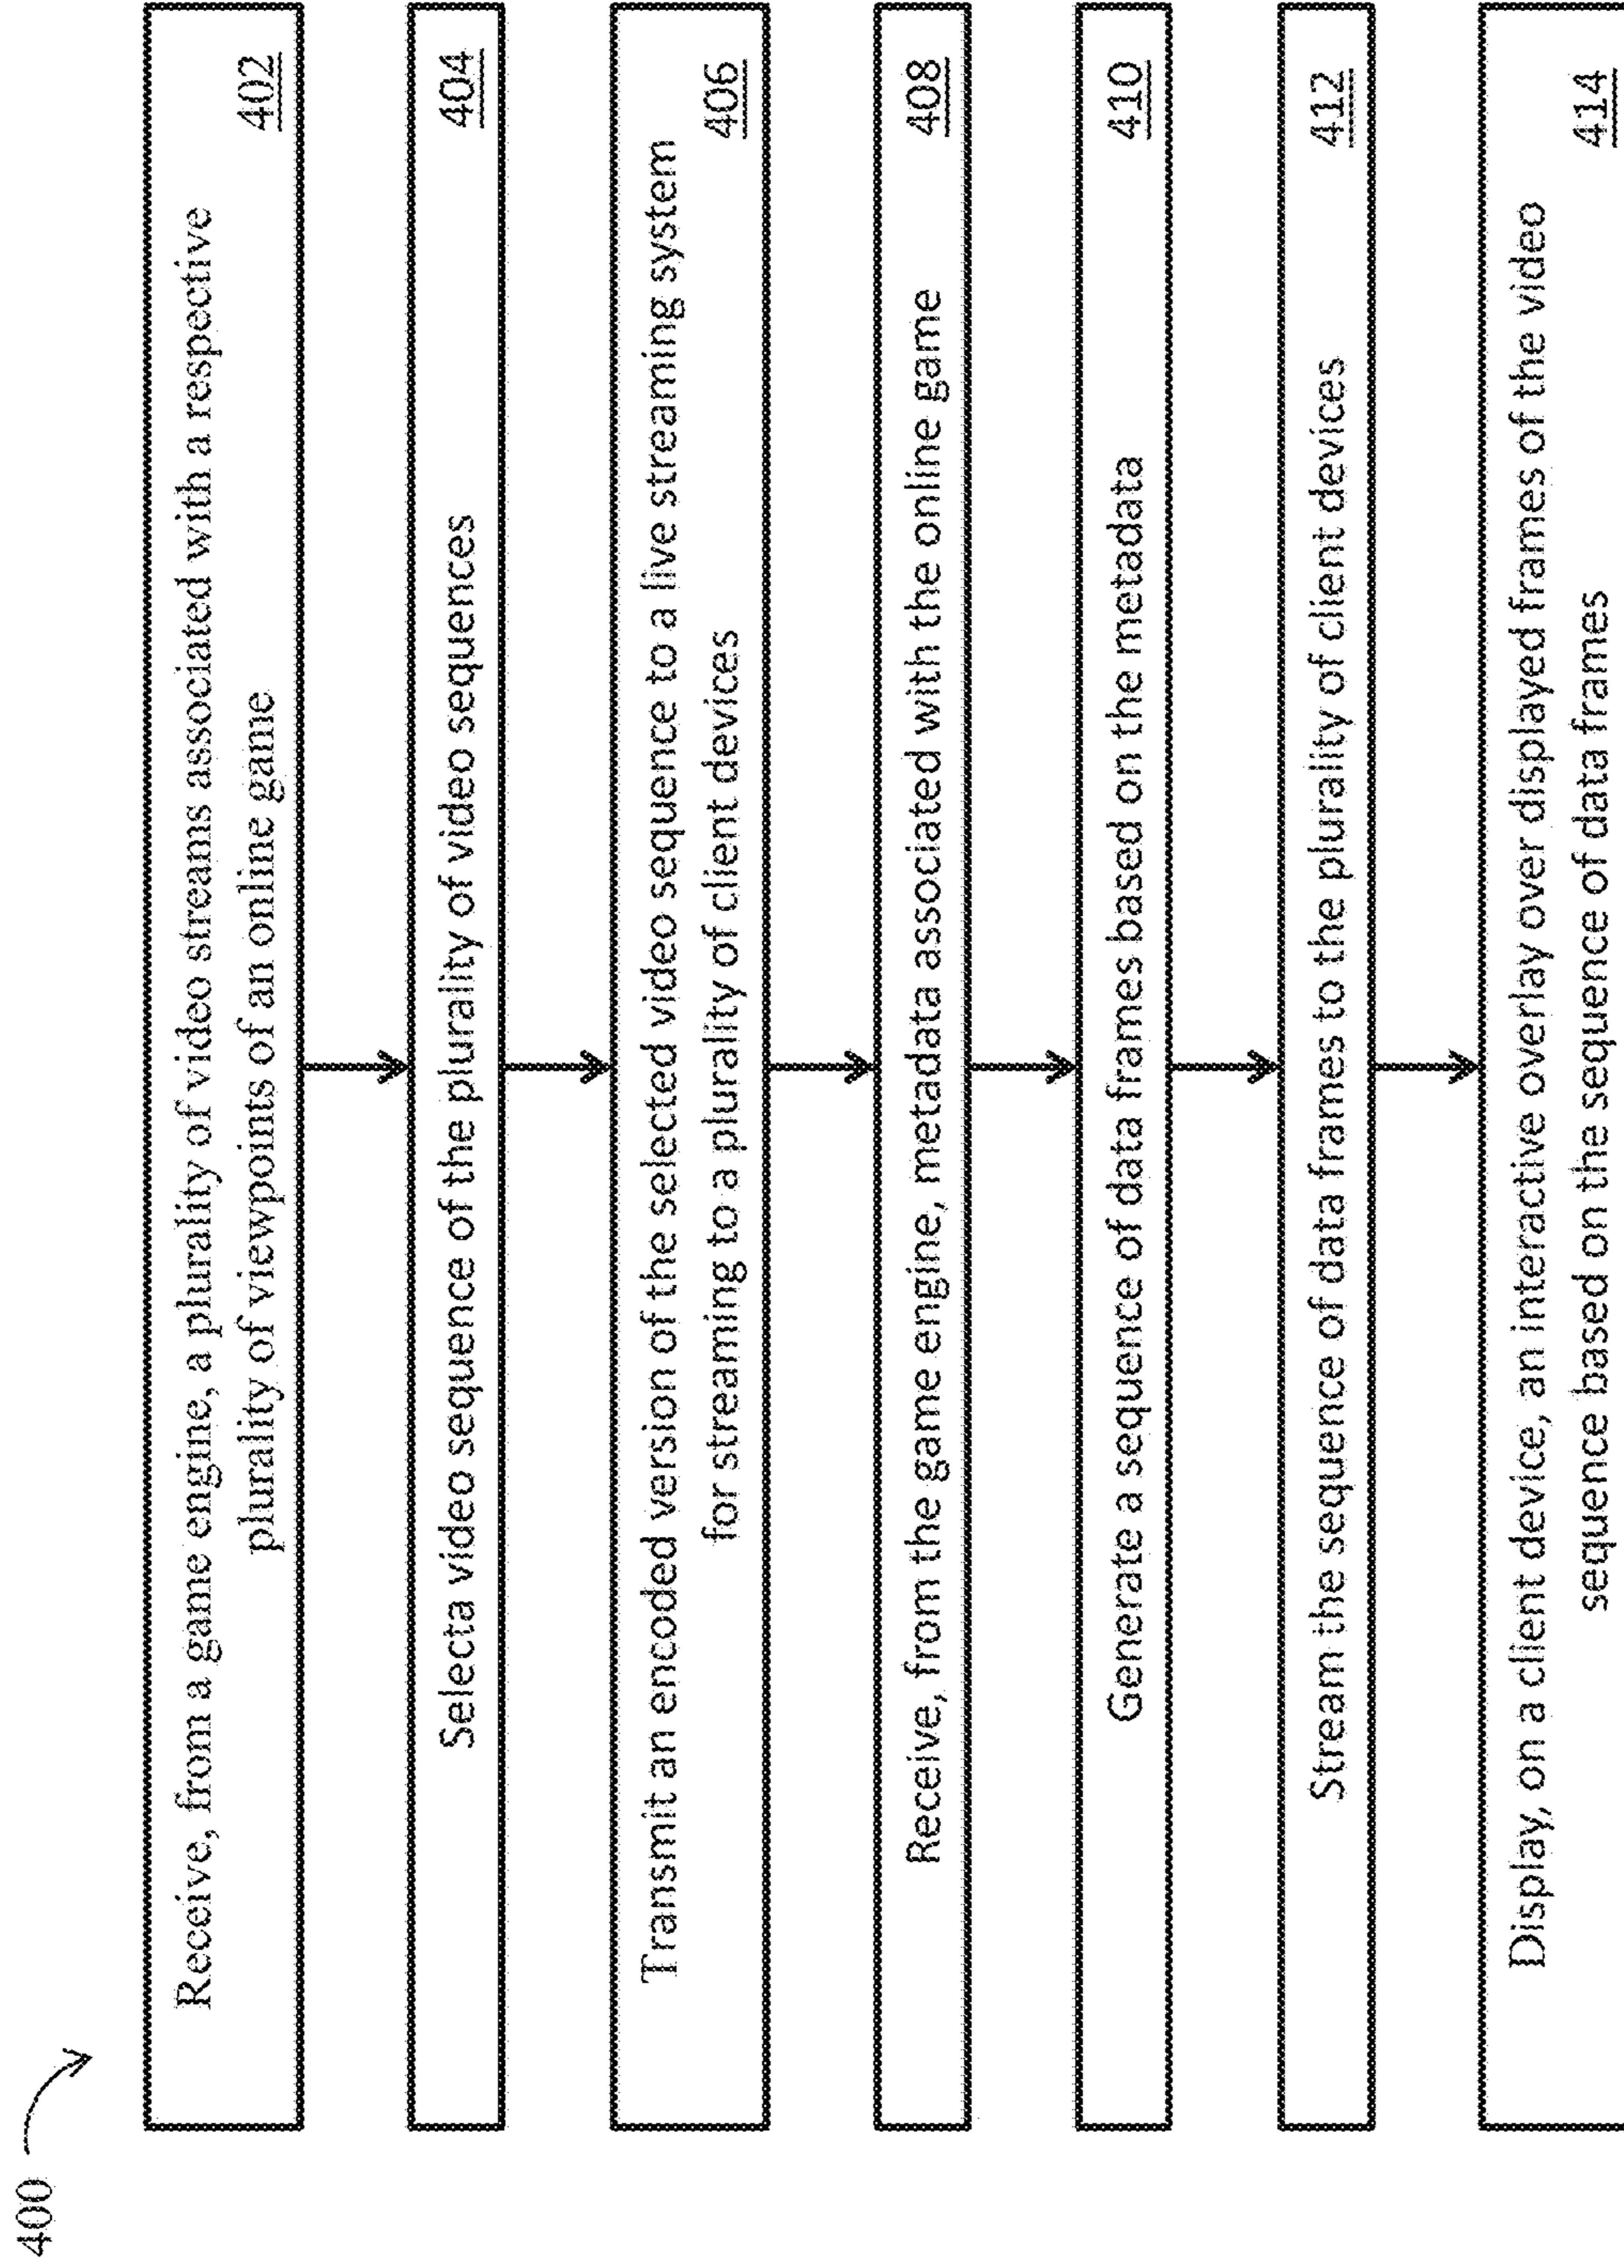 400
Receive, from a game engine, a plurality of video streams associated with a respective
plurality of viewpoints of an online game
402
Selecta video sequence of the plurality of video sequences
404
Transmit an encoded version of the selected video sequence to a live streaming system
for streaming to a plurality of client devices
406
Receive, from the game engine, metadata associated with the online game
408
Generate a sequence of data frames based on the metadata
410
Stream the sequence of data frames to the plurality of client devices
412
Display, on a client device, an interactive overlay over displayed frames of the video
sequence based on the sequence of data frames
414